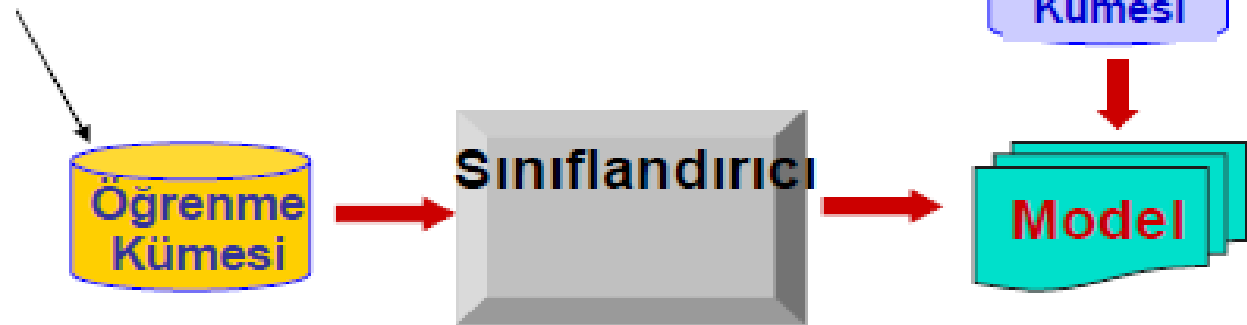 Kümesi
Öğrenme
Kümesi
Sınıflandırıcı
Model